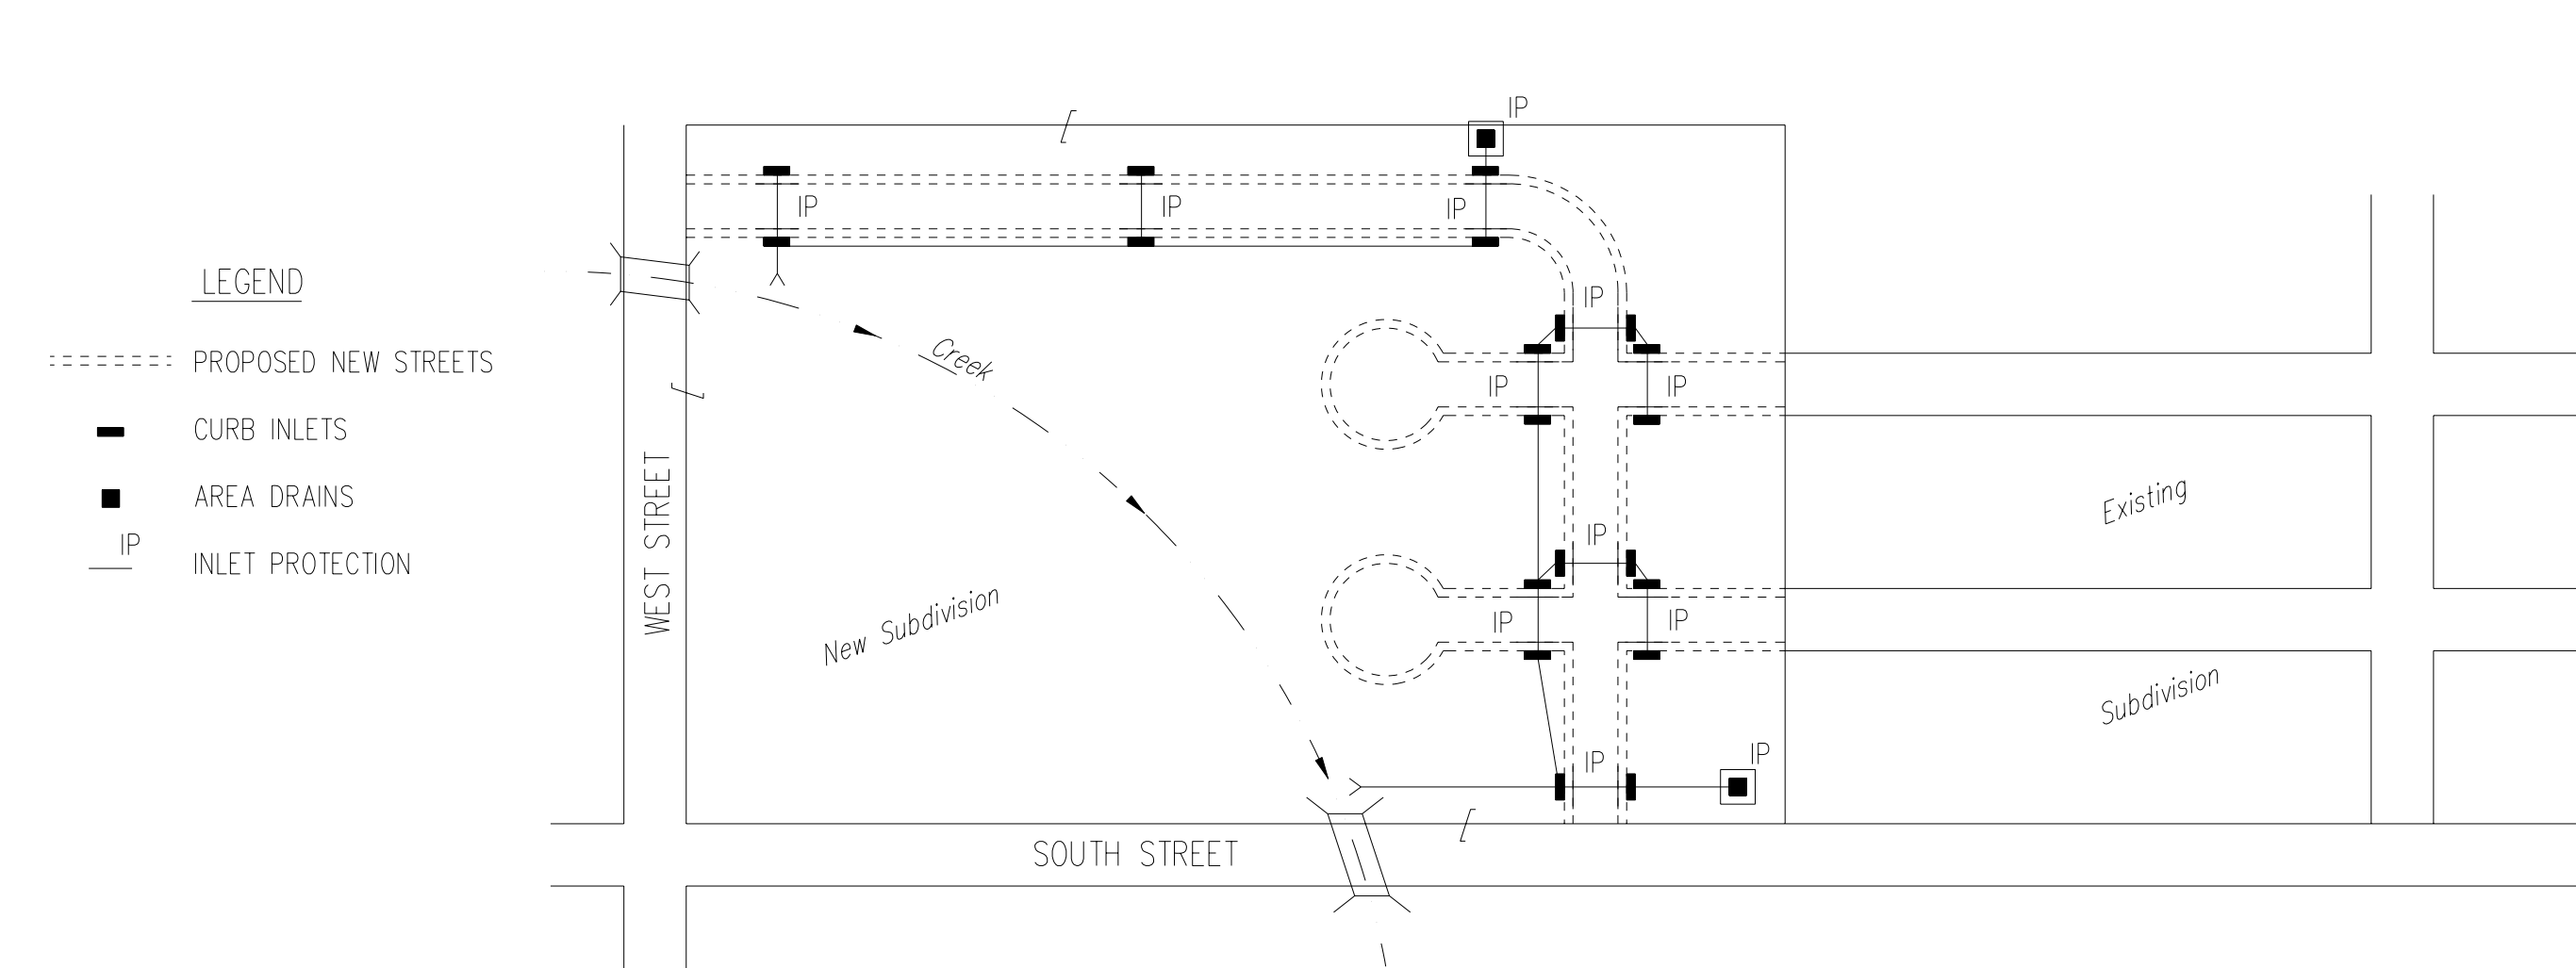 IP
IP
IP
IP
LEGEND
IP
PROPOSED NEW STREETS
Creek
IP
IP
CURB INLETS
AREA DRAINS
Existing
IP
INLET PROTECTION
WEST STREET
IP
New Subdivision
IP
IP
Subdivision
IP
IP
SOUTH STREET